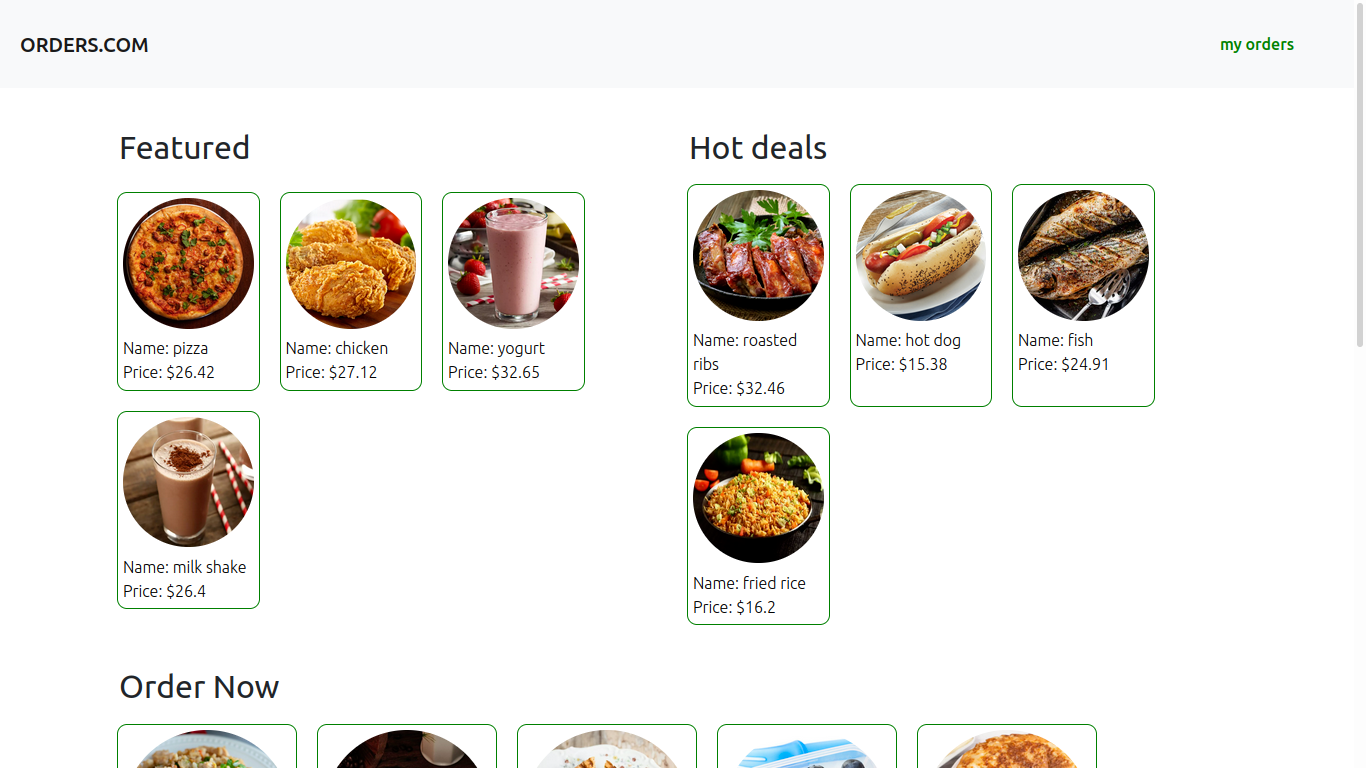 ORDERS.COM
my orders
Featured
Name: pizza
Price: $26.42
Name: chicken
Price: $27.12
Name: yogurt
Price: $32.65
Name: milk shake
Price: $26.4
Hot deals
Name: roasted
ribs
Price: $32.46
Name: hot dog
Price: $15.38
Name: fish
Price: $24.91
Name: fried rice
Price: $16.2
Order Now